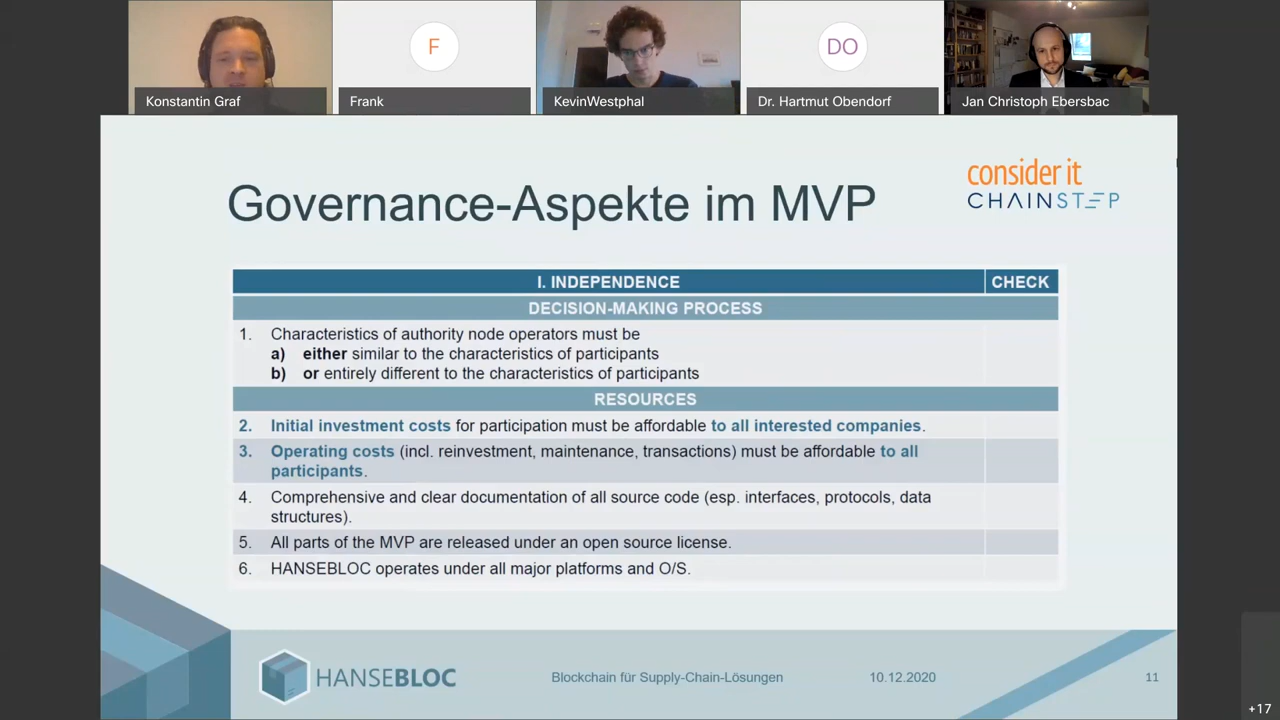 F
DO
Konstantin Graf
Frank
KevinWestphal
Dr. Hartmut Obendorf
Jan Christoph Ebersbac
Governance-Aspekte im MVP
consider it
CHAINSTEP
I. INDEPENDENCE CHECK
DECISION-MAKING PROCESS
1. Characteristics of authority node operators must be
a) either similar to the characteristics of participants
b) or entirely different to the characteristics of participants
RESOURCES
2. Initial investment costs for participation must be affordable to all interested companies.
3. Operating costs (incl. reinvestment, maintenance, transactions) must be affordable to all
participants.
4. Comprehensive and clear documentation of all source code (esp. interfaces, protocols, data
structures).
5. All parts of the MVP are released under an open source license.
6. HANSEBLOC operates under all major platforms and O/S.
HANSEBLOC
Blockchain für Supply-Chain-Lösungen
10.12.2020
11
+17